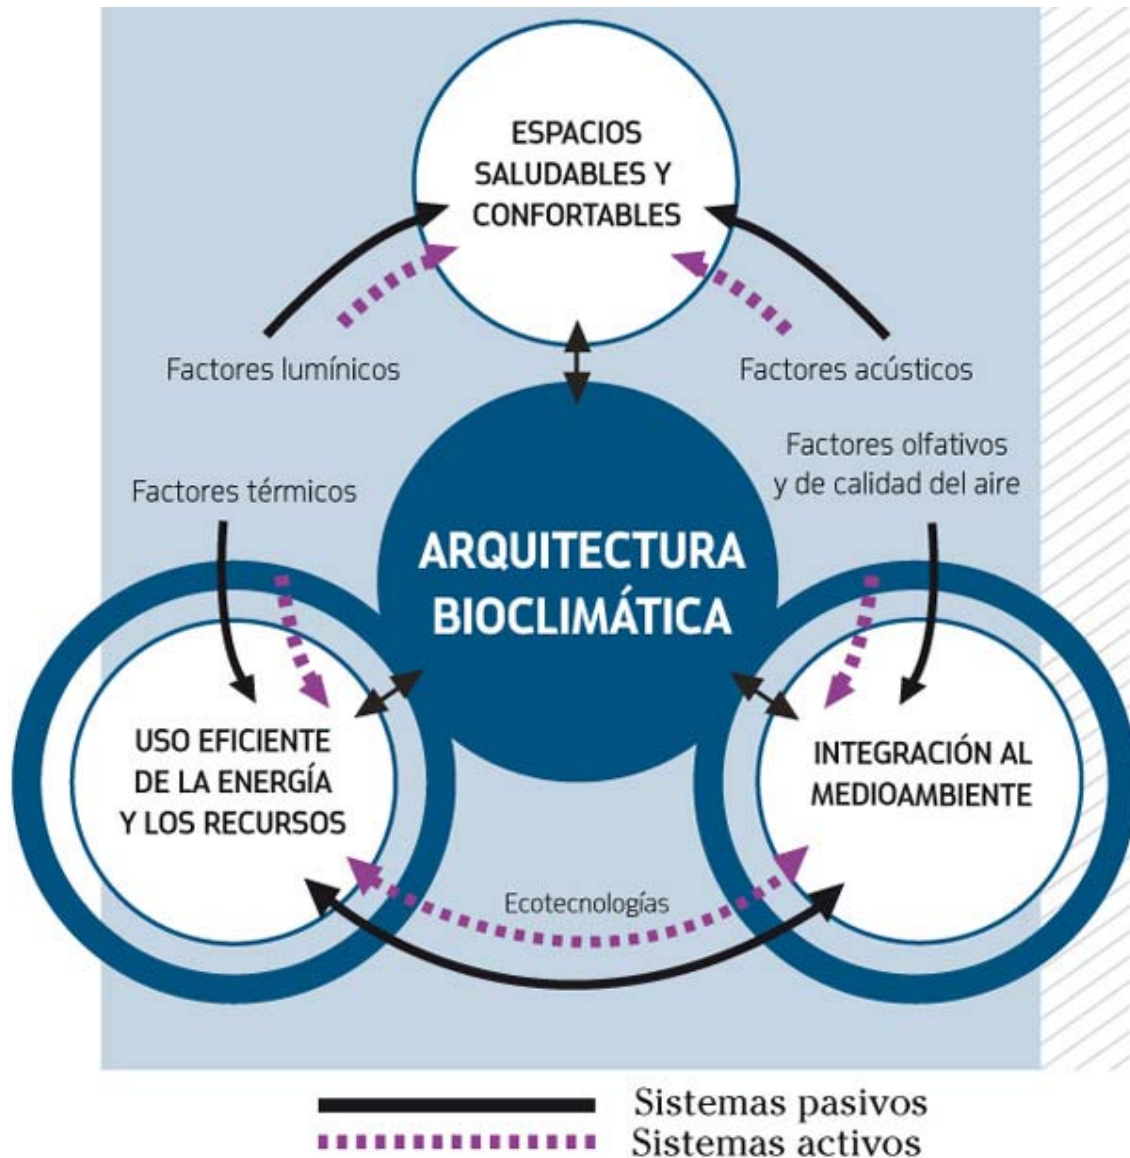 ESPACIOS
SALUDABLES Y
CONFORTABLES
Factores lumínicos
Factores acústicos
Factores olfativos
y de calidad del aire
Factores térmicos
ARQUITECTURA
BIOCLIMÁTICA
USO EFICIENTE
DE LA ENERGÍA
Y LOS RECURSOS
INTEGRACIÓN AL
MEDIOAMBIENTE
Ecotecnologías
Sistemas pasivos
Sistemas activos